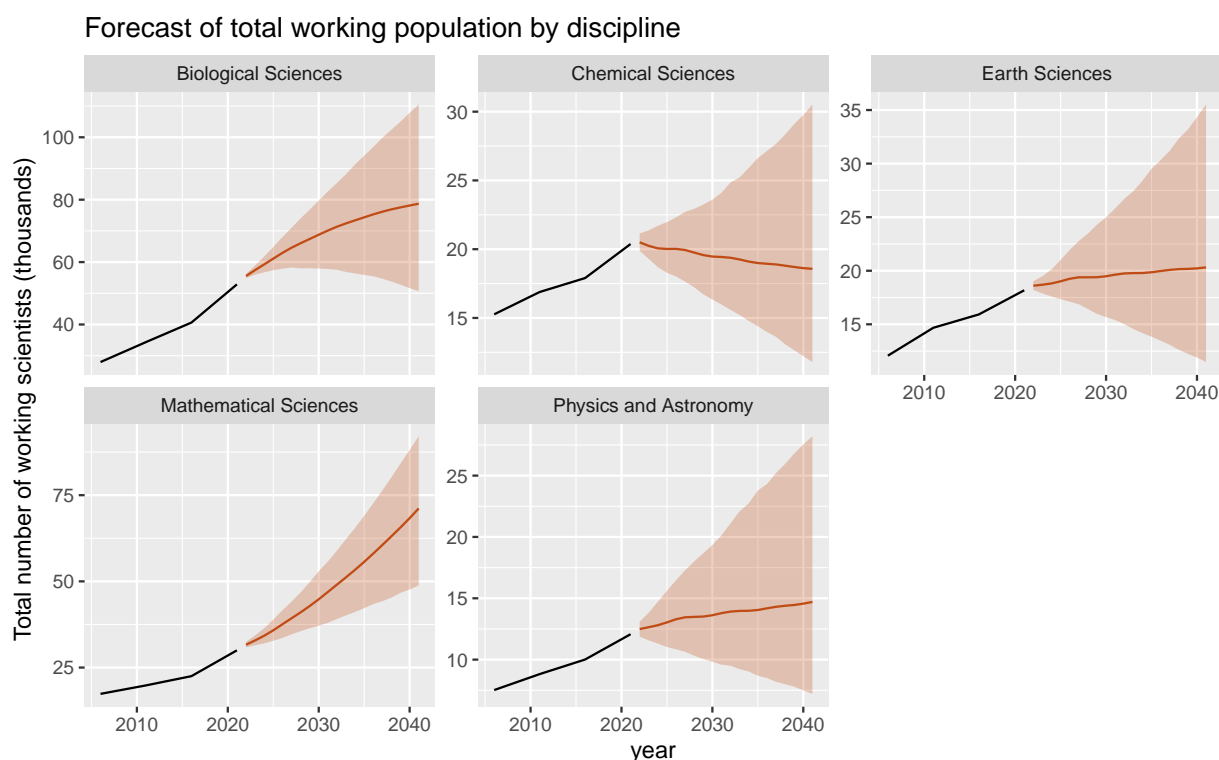 Forecast of total working population by discipline
Biological Sciences
Chemical Sciences
Earth Sciences
Total number of working scientists (thousands)
100
80
60
40
30
25
20
15
35
30
25
20
15
2010 2020 2030 2040
Mathematical Sciences
Physics and Astronomy
75
50
25
25
20
15
10
2010 2020 2030 2040
2010 2020 2030 2040
year